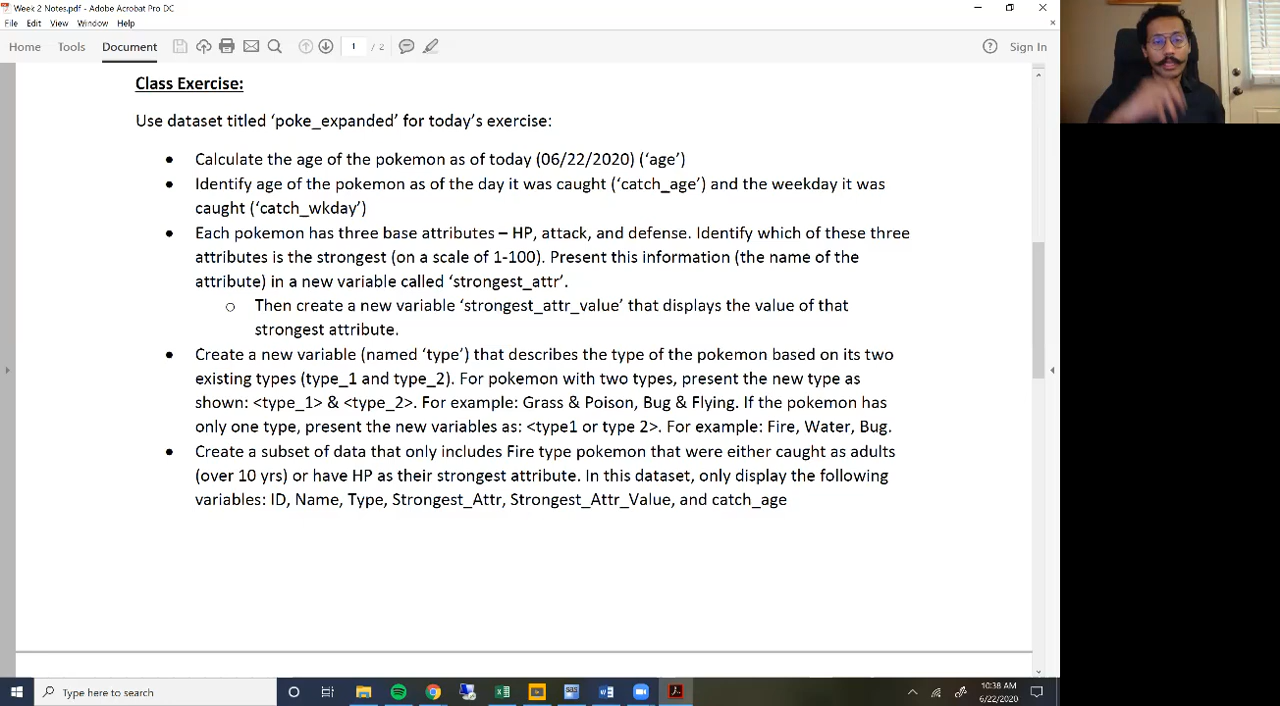 Week 2 Notes.pdf - Adobe Acrobat Pro DC
File Edit View Window Help
Home Tools Document 1 / 2 Sign In
Class Exercise:
Use dataset titled ‘poke_expanded’ for today’s exercise:
• Calculate the age of the pokemon as of today (06/22/2020) (‘age’)
• Identify age of the pokemon as of the day it was caught (‘catch_age’) and the weekday it was
caught (‘catch_wkday’)
• Each pokemon has three base attributes – HP, attack, and defense. Identify which of these three
attributes is the strongest (on a scale of 1-100). Present this information (the name of the
attribute) in a new variable called ‘strongest_attr’.
o Then create a new variable ‘strongest_attr_value’ that displays the value of that
strongest attribute.
• Create a new variable (named ‘type’) that describes the type of the pokemon based on its two
existing types (type_1 and type_2). For pokemon with two types, present the new type as
shown: <type_1> & <type_2>. For example: Grass & Poison, Bug & Flying. If the pokemon has
only one type, present the new variables as: <type1 or type 2>. For example: Fire, Water, Bug.
• Create a subset of data that only includes Fire type pokemon that were either caught as adults
(over 10 yrs) or have HP as their strongest attribute. In this dataset, only display the following
variables: ID, Name, Type, Strongest_Attr, Strongest_Attr_Value, and catch_age
Type here to search
10:38 AM
6/22/2020